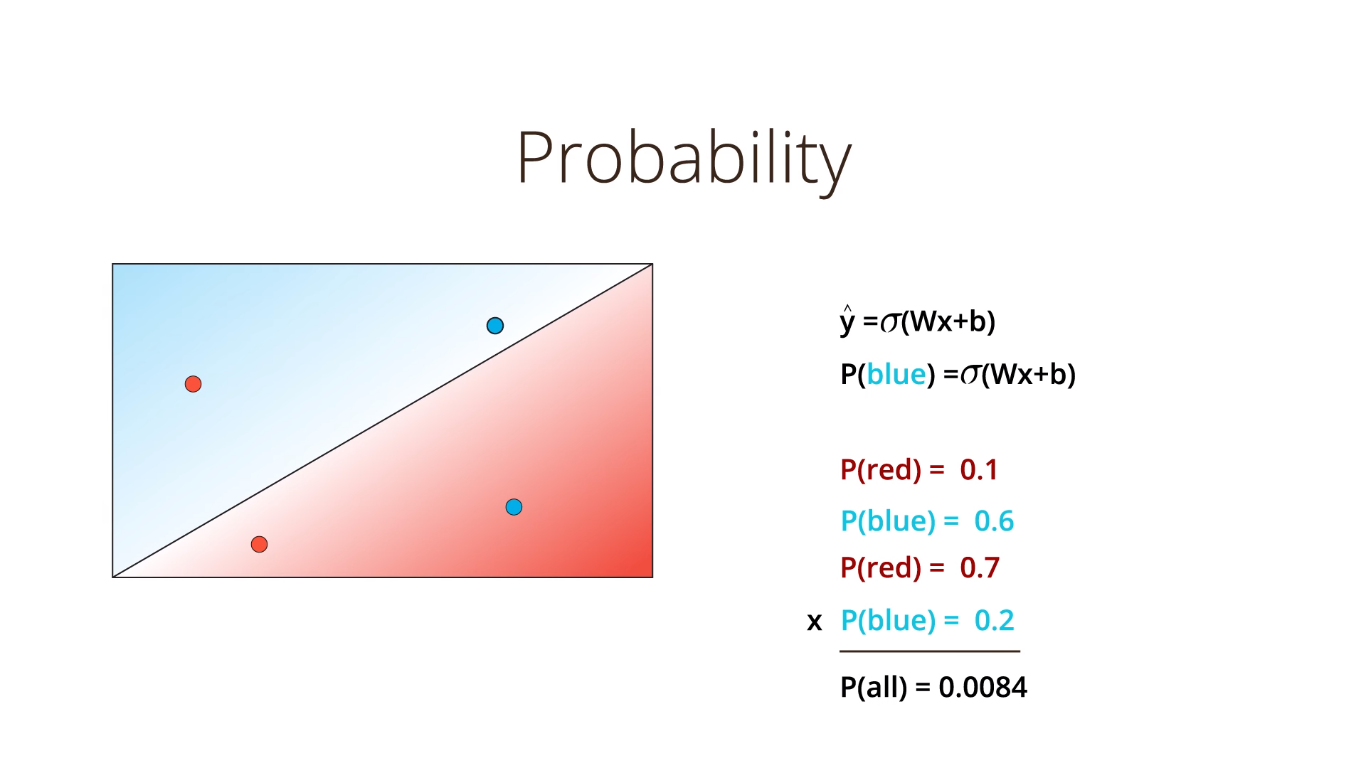 Probability
ŷ =σ(Wx+b)
P(blue) =σ(Wx+b)
P(red) = 0.1
P(blue) = 0.6
P(red) = 0.7
x P(blue) = 0.2
P(all) = 0.0084